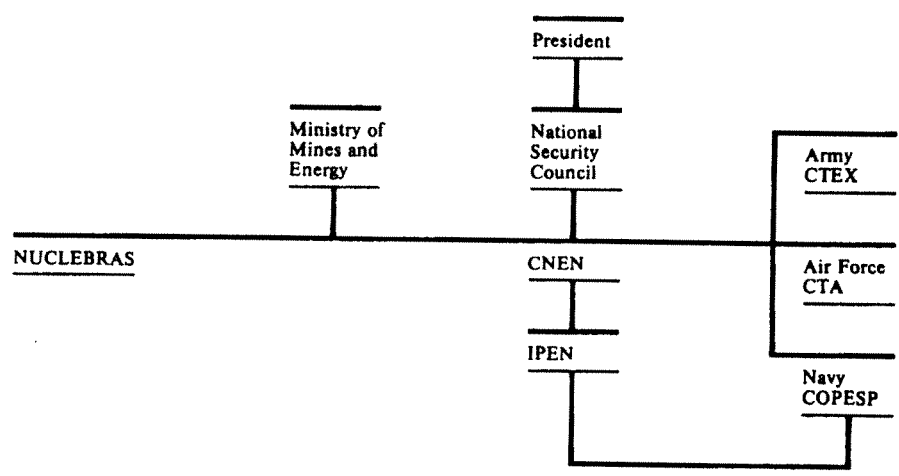 President
Ministry of
Mines and
Energy
National
Security
Council
Army
CTEX
NUCLEBRAS
CNEN
Air Force
CTA
IPEN
Navy
COPESP